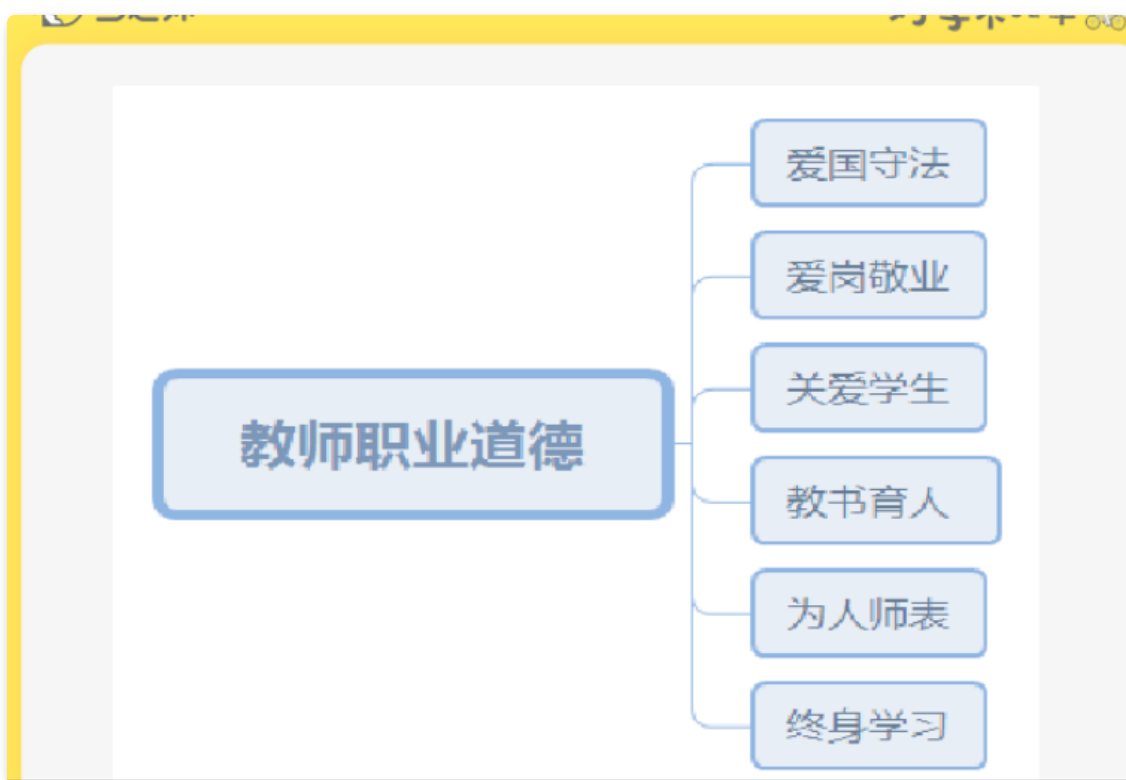 教师职业道德
爱国守法
爱岗敬业
关爱学生
教书育人
为人师表
终身学习